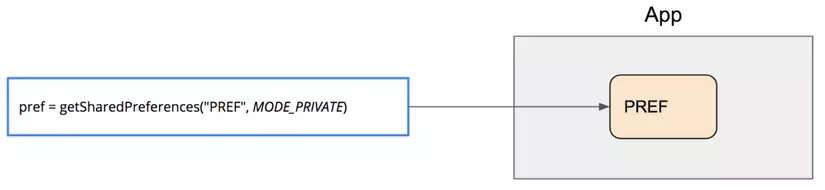 App
pref = getSharedPreferences("PREF", MODE_PRIVATE)
PREF